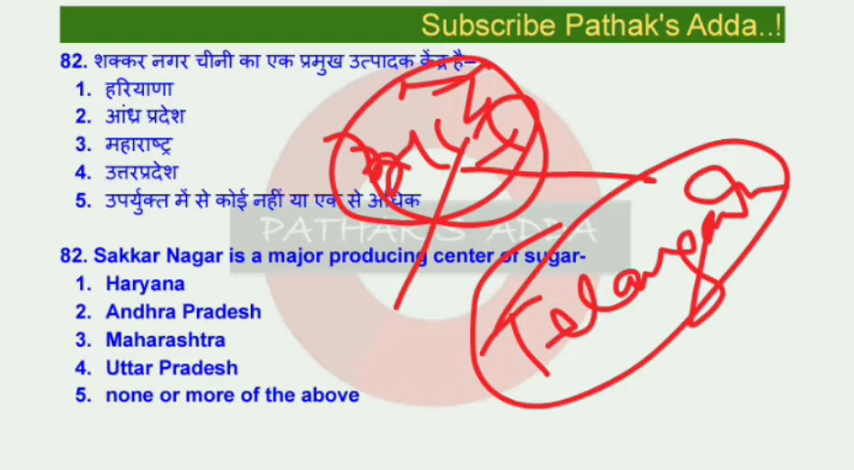 Subscribe Pathak's Adda..!
82. शक्कर नगर चीनी का एक प्रमुख उत्पादक केंद्र है–
1. हरियाणा
2. आंध्र प्रदेश
3. महाराष्ट्र
4. उत्तरप्रदेश
5. उपर्युक्त में से कोई नहीं या एक से अधिक
PATHAK'S ADDA
82. Sakkar Nagar is a major producing center of sugar-
1. Haryana
2. Andhra Pradesh
3. Maharashtra
4. Uttar Pradesh
5. none or more of the above
Telangana